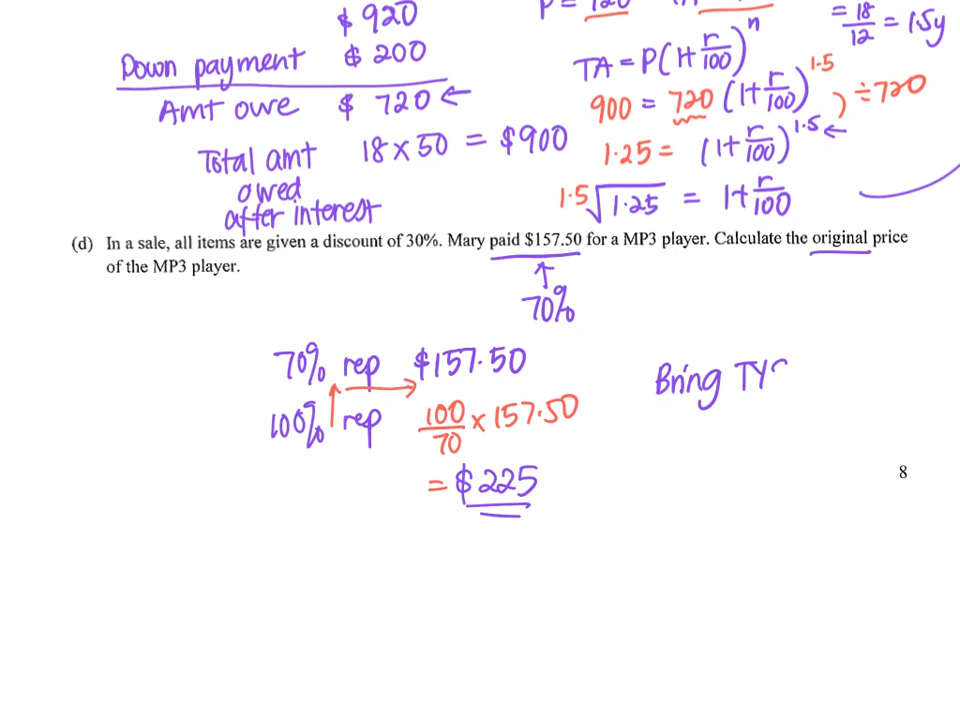 $ 920
Down payment $ 200
Amt owe $ 720 ←
Total amt owed after interest 18 × 50 = $900
= 18/12 = 1.5y
TA = P(1+r/100)^n
900 = 720 (1+r/100)^1.5 ) ÷720
1.25 = (1+r/100)^1.5 ←
1.5√1.25 = 1+r/100
(d) In a sale, all items are given a discount of 30%. Mary paid $157.50 for a MP3 player. Calculate the original price
of the MP3 player.
↑
70%
70% rep $157.50
100% rep 100/70 × 157.50
= $225
Bring TY
8